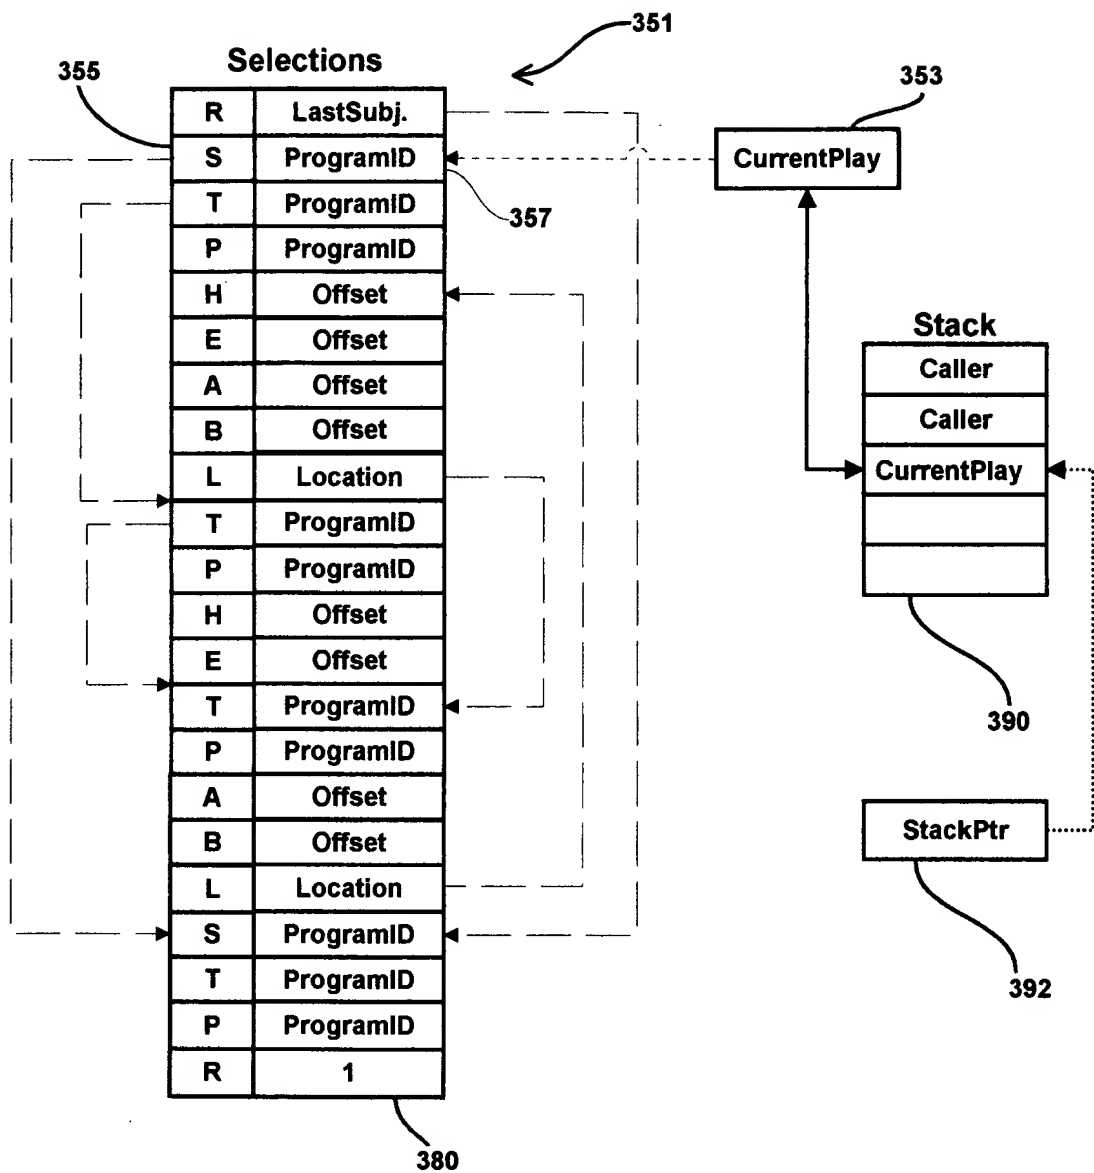 351
Selections
355
353
R LastSubj.
S ProgramID
CurrentPlay
T ProgramID
357
P ProgramID
H Offset
E Offset
Stack
A Offset
Caller
B Offset
Caller
L Location
CurrentPlay
T ProgramID
P ProgramID
H Offset
E Offset
T ProgramID
390
P ProgramID
A Offset
B Offset
StackPtr
L Location
S ProgramID
T ProgramID
392
P ProgramID
R 1
380